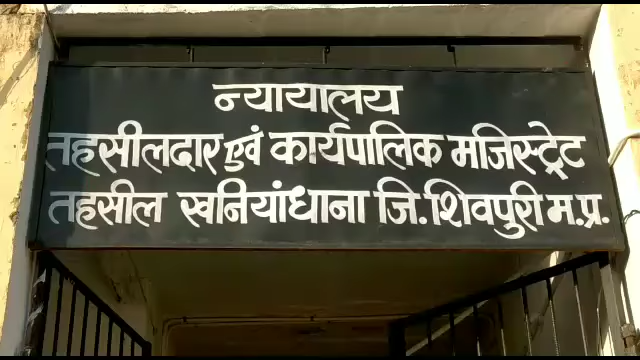 न्यायालय
तहसीलदार एवं कार्यपालिक मजिस्ट्रेट
तहसील खनियांधाना जि.शिवपुरी म.प्र.